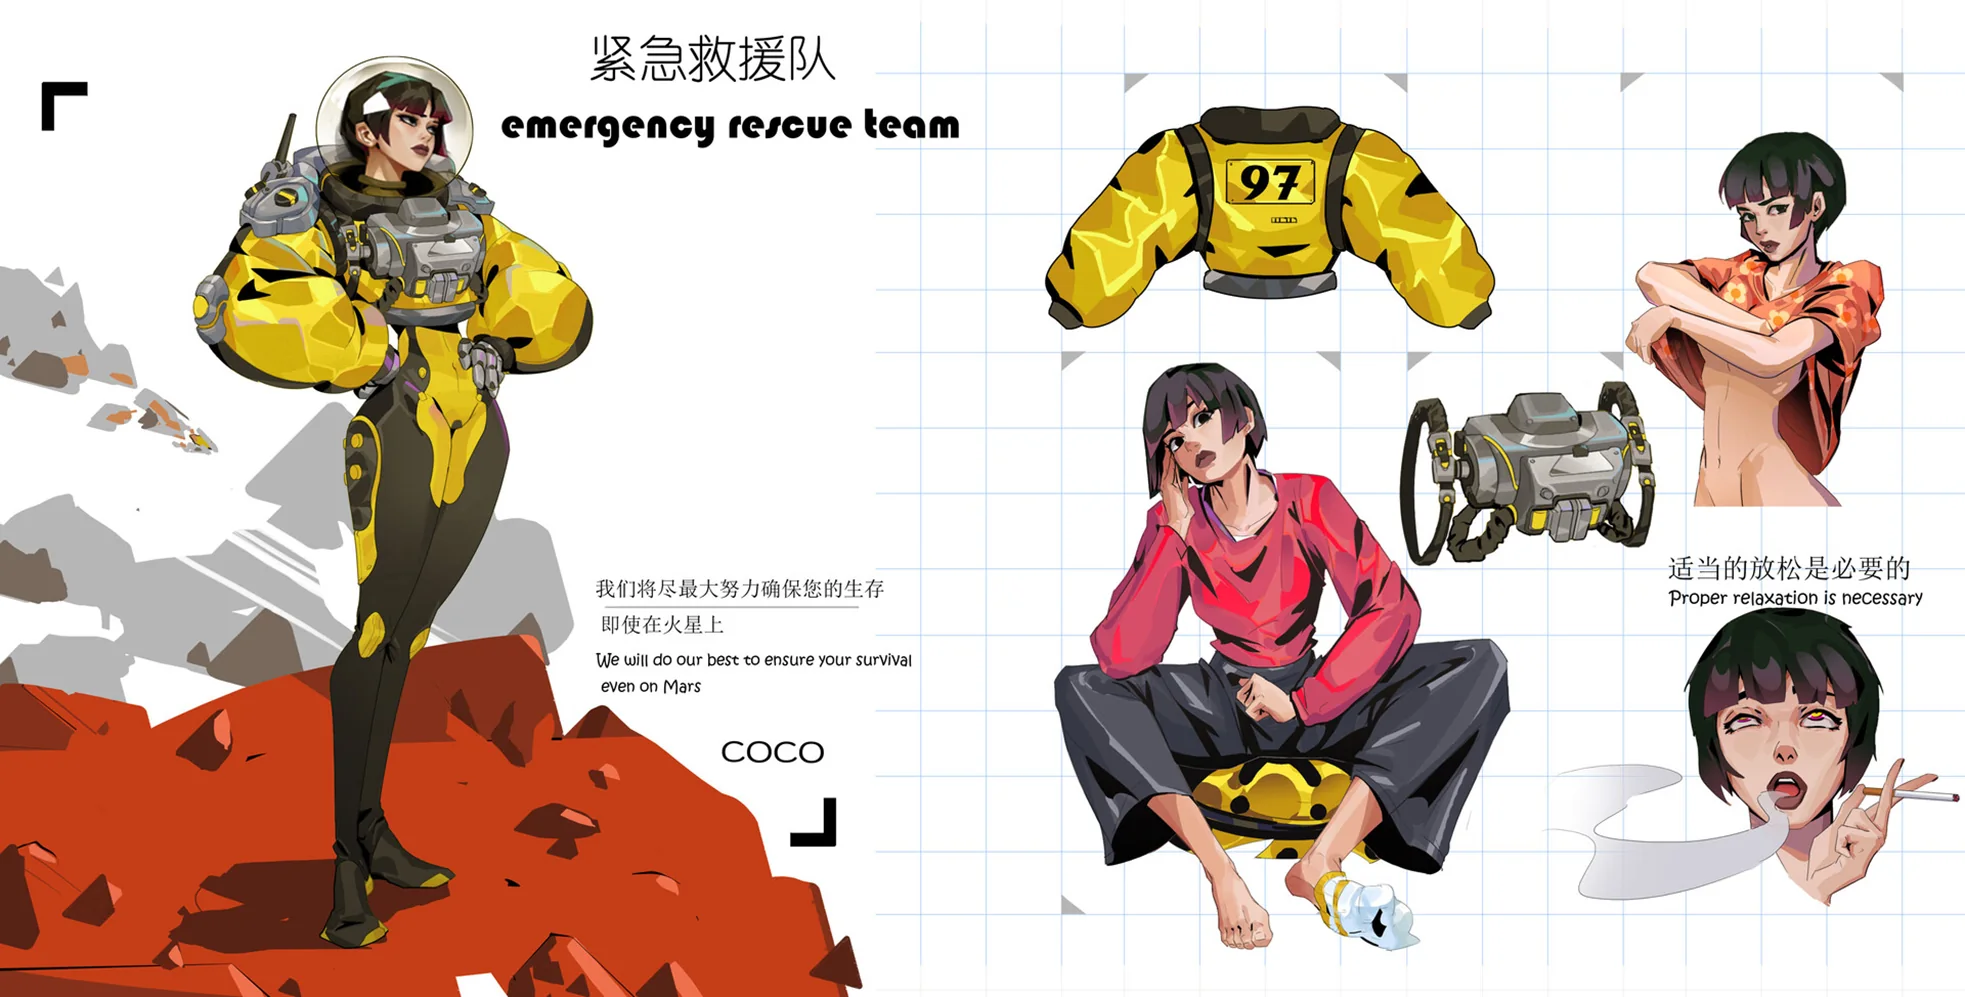 紧急救援队
emergency rescue team
我们将尽最大努力确保您的生存
即使在火星上
We will do our best to ensure your survival
even on Mars
COCO
97
适当的放松是必要的
Proper relaxation is necessary